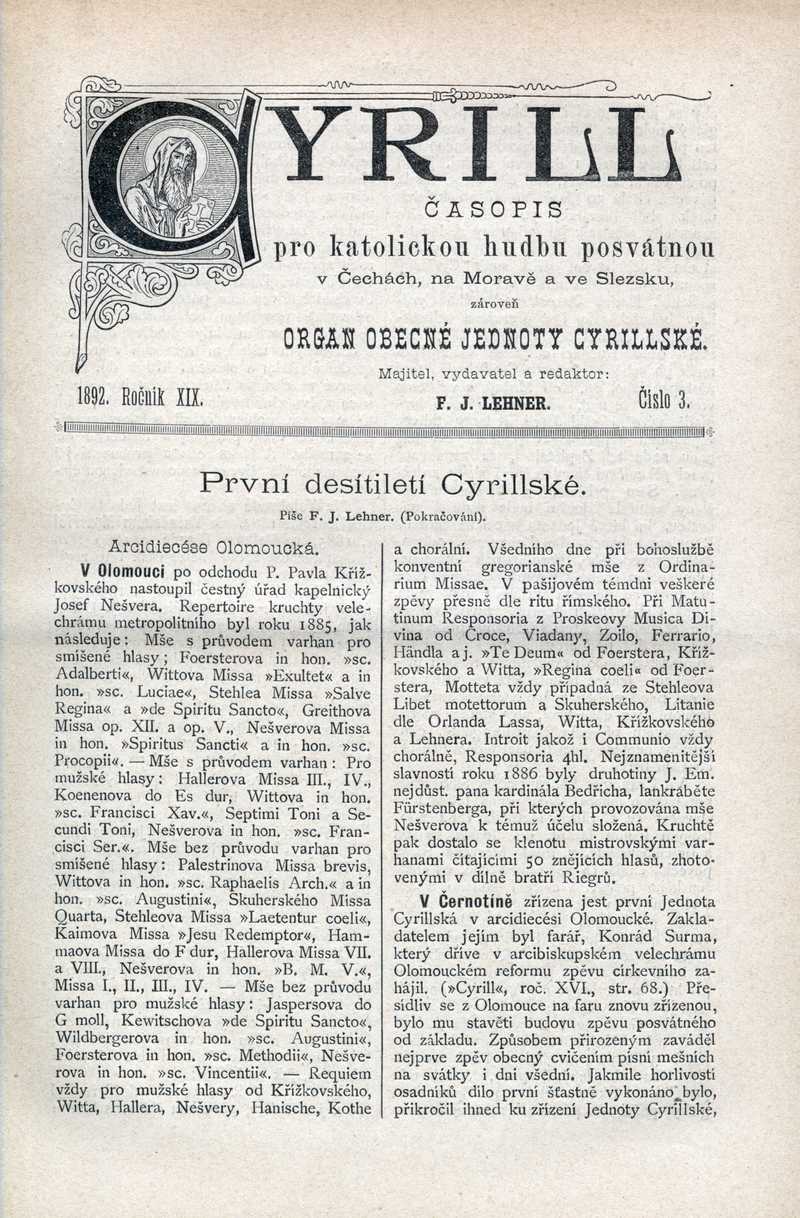 CYRILL
ČASOPIS
pro katolickou hudbu posvátnou
v Čechách, na Moravě a ve Slezsku,
zároveň
ORGAN OBECNÉ JEDNOTY CYRILLSKÉ.
Majitel, vydavatel a redaktor:
1892. Ročník XIX.
F. J. LEHNER.
Číslo 3.
První desítiletí Cyrillské.
Píše F. J. Lehner. (Pokračování).
Arcidiecése Olomoucká.
V Olomouci po odchodu P. Pavla Kříž-
kovského nastoupil čestný úřad kapelnický
Josef Nešvera. Repertoire kruchty vele-
chrámu metropolitního byl roku 1885, jak
následuje: Mše s průvodem varhan pro
smíšené hlasy; Foersterova in hon. »sc.
Adalberti«, Wittova Missa »Exultet« a in
hon. »sc. Luciae«, Stehlea Missa »Salve
Regina« a »de Spiritu Sancto«, Greithova
Missa op. XII. a op. V., Nešverova Missa
in hon. »Spiritus Sancti« a in hon. »sc.
Procopii«. — Mše s průvodem varhan: Pro
mužské hlasy: Hallerova Missa III., IV.,
Koenenova do Es dur, Wittova in hon.
»sc. Francisci Xav.«, Septimi Toni a Se-
cundi Toni, Nešverova in hon. »sc. Fran-
cisci Ser.«. Mše bez průvodu varhan pro
smíšené hlasy: Palestrinova Missa brevis,
Wittova in hon. »sc. Raphaelis Arch.« a in
hon. »sc. Augustini«, Skuherského Missa
Quarta, Stehleova Missa »Laetentur coeli«,
Kaimova Missa »Jesu Redemptor«, Ham-
maova Missa do F dur, Hallerova Missa VII.
a VIII., Nešverova in hon. »B. M. V.«,
Missa I., II., III., IV. — Mše bez průvodu
varhan pro mužské hlasy: Jaspersova do
G moll, Kewitschova »de Spiritu Sancto«,
Wildbergerova in hon. »sc. Augustini«,
Foersterova in hon. »sc. Methodii«, Nešve-
rova in hon. »sc. Vincentii«. — Requiem
vždy pro mužské hlasy od Křížkovského,
Witta, Hallera, Nešvery, Hanische, Kothe
a chorální. Všedního dne při bohoslužbě
konventní gregorianské mše z Ordina-
rium Missae. V pašijovém témdni veškeré
zpěvy přesně dle ritu římského. Při Matu-
tinum Responsoria z Proskeovy Musica Di-
vina od Croce, Viadany, Zoilo, Ferrario,
Händla a j. »Te Deum« od Foerstera, Kříž-
kovského a Witta, »Regina coeli« od Foer-
stera, Motteta vždy případná ze Stehleova
Libet motettorum a Skuherského, Litanie
dle Orlanda Lassa, Witta, Křížkovského
a Lehnera. Introit jakož i Communio vždy
chorálně, Responsoria 4hl. Nejznamenitější
slavností roku 1886 byly druhotiny J. Em.
nejdůst. pana kardinála Bedřicha, lankraběte
Fürstenberga, při kterých provozována mše
Nešverova k témuž účelu složená. Kruchtě
pak dostalo se klenotu mistrovskými var-
hanami čítajícími 50 znějících hlasů, zhoto-
venými v dílně bratří Riegrů.
V Černotíně zřízena jest první Jednota
Cyrillská v arcidiecési Olomoucké. Zakla-
datelem jejím byl farář, Konrád Surma,
který dříve v arcibiskupském velechrámu
Olomouckém reformu zpěvu církevního za-
hájil. (»Cyrill«, roč. XVI., str. 68.) Pře-
sídliv se z Olomouce na faru znovu zřízenou,
bylo mu stavěti budovu zpěvu posvátného
od základu. Způsobem přirozeným zaváděl
nejprve zpěv obecný cvičením písní mešních
na svátky i dni všední. Jakmile horlivostí
osadníků dílo první šťastně vykonáno bylo,
přikročil ihned ku zřízení Jednoty Cyrillské,